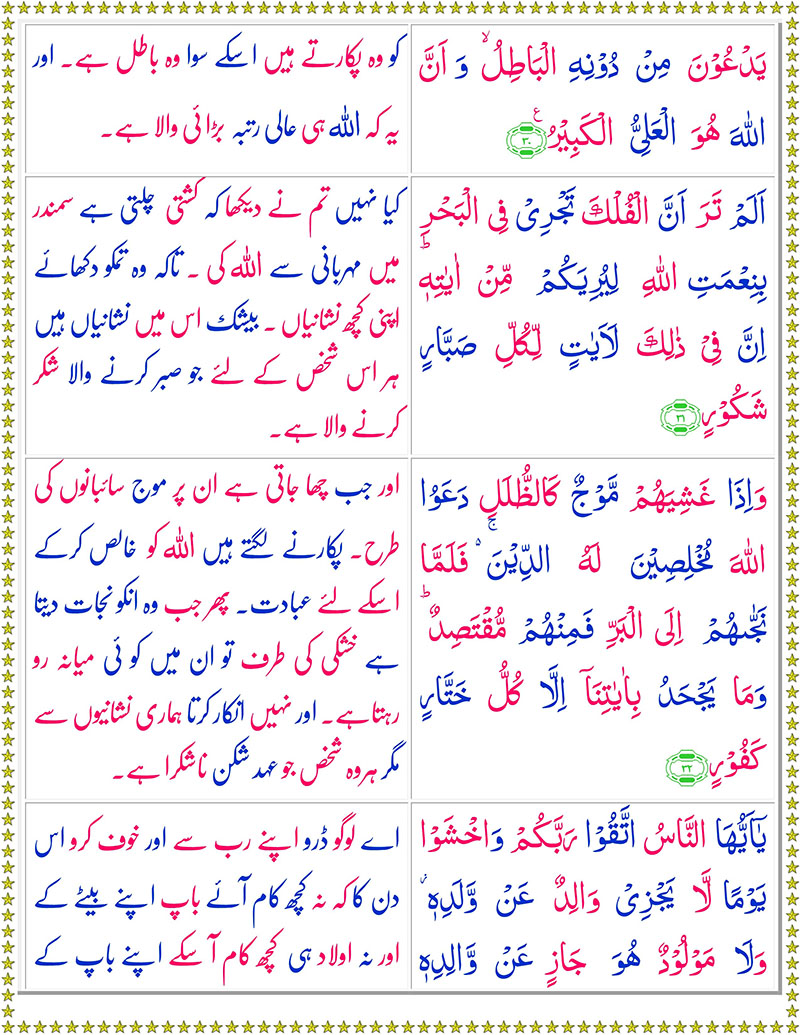 يَدْعُوْنَ مِنْ دُوْنِهِ الْبَاطِلُ ۙ وَ اَنَّ
اللّٰهَ هُوَ الْعَلِيُّ الْكَبِيْرُ ۧ ﴿۳۰﴾
کو وہ پکارتے ہیں اسکے سوا وہ باطل ہے۔ اور
یہ کہ اللہ ہی عالی رتبہ بڑائی والا ہے۔
اَلَمْ تَرَ اَنَّ الْفُلْكَ تَجْرِيْ فِي الْبَحْرِ
بِنِعْمَتِ اللّٰهِ لِيُرِيَكُمْ مِّنْ اٰيٰتِهٖ ؕ
اِنَّ فِيْ ذٰلِكَ لَاٰيٰتٍ لِّكُلِّ صَبَّارٍ
شَكُوْرٍ ﴿۳۱﴾
کیا نہیں تم نے دیکھا کہ کشتی چلتی ہے سمندر
میں مہربانی سے اللہ کی ۔ تاکہ وہ تمکو دکھائے
اپنی کچھ نشانیاں ۔ بیشک اس میں نشانیاں ہیں
ہر اس شخص کے لئے جو صبر کرنے والا شکر
کرنے والا ہے۔
وَاِذَا غَشِيَهُمْ مَّوْجٌ كَالظُّلَلِ دَعَوُا
اللّٰهَ مُخْلِصِيْنَ لَهُ الدِّيْنَ ۚ۬ فَلَمَّا
نَجّٰىهُمْ اِلَى الْبَرِّ فَمِنْهُمْ مُّقْتَصِدٌ ؕ
وَمَا يَجْحَدُ بِاٰيٰتِنَآ اِلَّا كُلُّ خَتَّارٍ
كَفُوْرٍ ﴿۳۲﴾
اور جب چھا جاتی ہے ان پر موج سائبانوں کی
طرح۔ پکارنے لگتے ہیں اللہ کو خالص کرکے
اسکے لئے عبادت۔ پھر جب وہ انکو نجات دیتا
ہے خشکی کی طرف تو ان میں کوئی میانہ رو
رہتا ہے۔ اور نہیں انکار کرتا ہماری نشانیوں سے
مگر ہر وہ شخص جو عہد شکن ناشکرا ہے۔
يٰٓاَيُّهَا النَّاسُ اتَّقُوْا رَبَّكُمْ وَاخْشَوْا
يَوْمًا لَّا يَجْزِيْ وَالِدٌ عَنْ وَّلَدِهٖ ۫
وَلَا مَوْلُوْدٌ هُوَ جَازٍ عَنْ وَّالِدِهٖ
اے لوگو ڈرو اپنے رب سے اور خوف کرو اس
دن کا کہ نہ کچھ کام آئے باپ اپنے بیٹے کے
اور نہ اولاد ہی کچھ کام آ سکے اپنے باپ کے